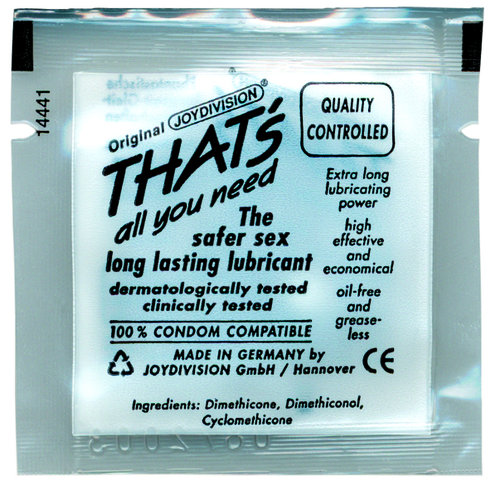 14441
Original JOYDIVISION®
THAT's
all you need
The
safer sex
long lasting lubricant
dermatologically tested
clinically tested
100% CONDOM COMPATIBLE
MADE IN GERMANY by
JOYDIVISION GmbH / Hannover
CE
QUALITY
CONTROLLED
Extra long
lubricating
power
high
effective
and
economical
oil-free
and
grease-
less
Ingredients: Dimethicone, Dimethiconol,
Cyclomethicone